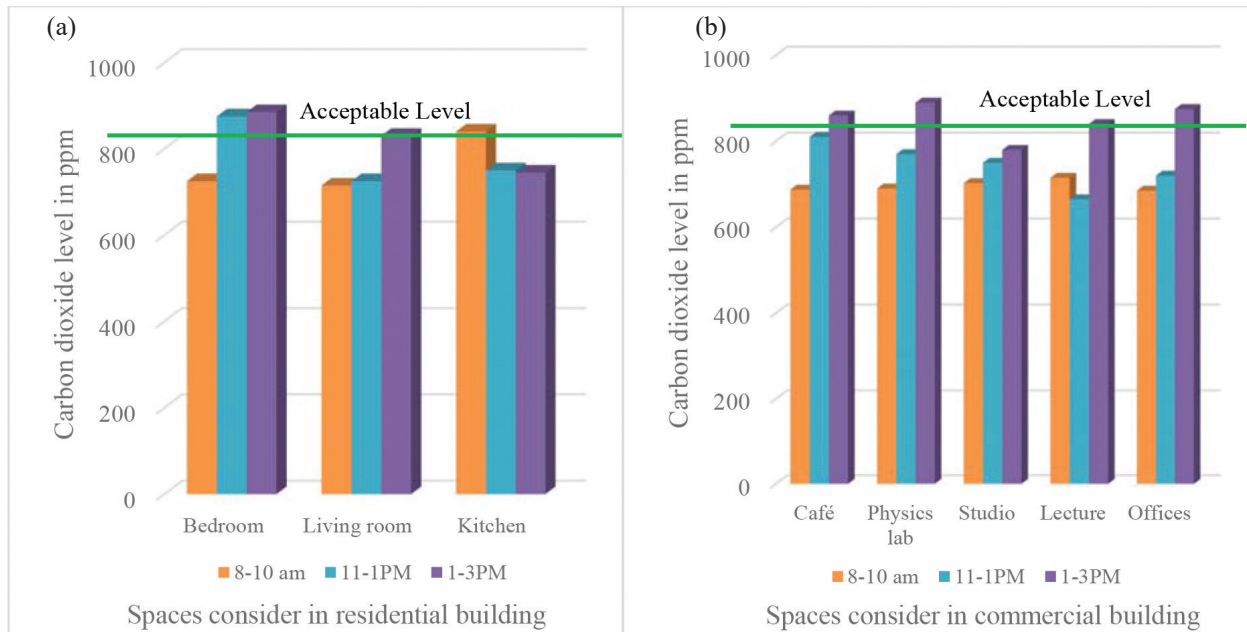 (a)
Carbon dioxide level in ppm
1000
800
600
400
200
0
Acceptable Level
Bedroom Living room Kitchen
8-10 am 11-1PM 1-3PM
Spaces consider in residential building
(b)
Carbon dioxide level in ppm
1000
800
600
400
200
0
Acceptable Level
Café Physics Studio Lecture Offices
lab
8-10 am 11-1PM 1-3PM
Spaces consider in commercial building